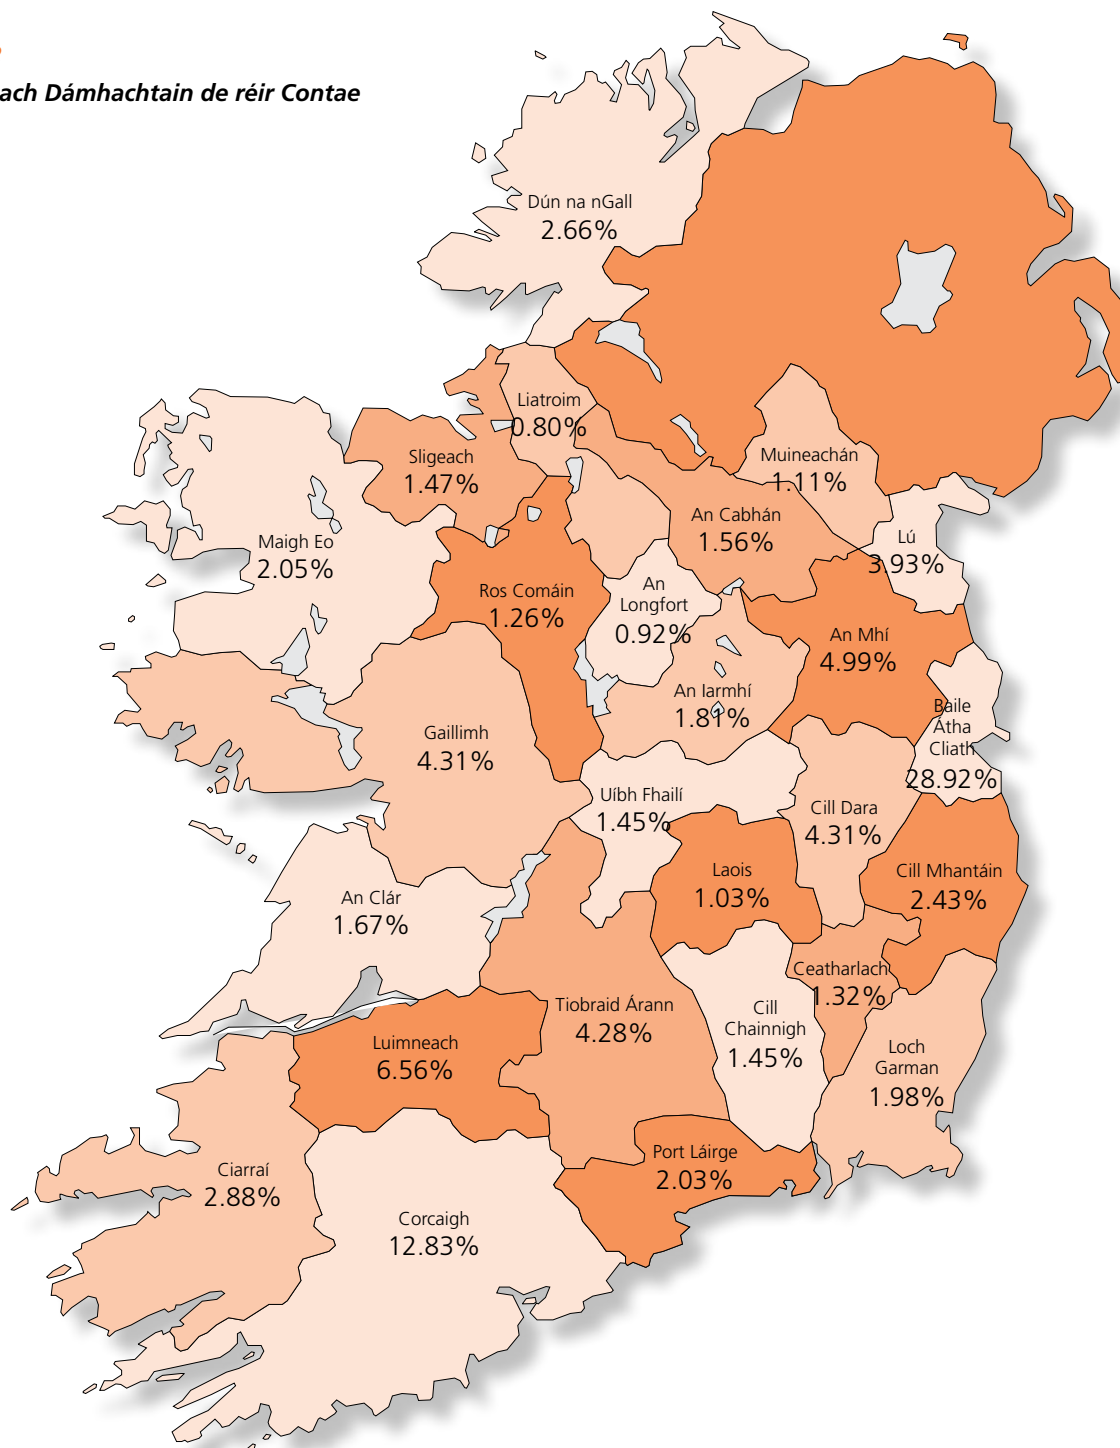 ach Dámhachtain de réir Contae
Dún na nGall
2.66%
Liatroim
0.80%
Sligeach
1.47%
Muineachán
1.11%
An Cabhán
1.56%
Lú
3.93%
Maigh Eo
2.05%
Ros Comáin
1.26%
An
Longfort
0.92%
An Mhí
4.99%
An Iarmhí
1.81%
Baile
Átha
Cliath
28.92%
Gaillimh
4.31%
Uíbh Fhailí
1.45%
Cill Dara
4.31%
Laois
1.03%
Cill Mhantáin
2.43%
An Clár
1.67%
Ceatharlach
1.32%
Tiobraid Árann
4.28%
Cill
Chainnigh
1.45%
Luimneach
6.56%
Loch
Garman
1.98%
Port Láirge
2.03%
Ciarraí
2.88%
Corcaigh
12.83%